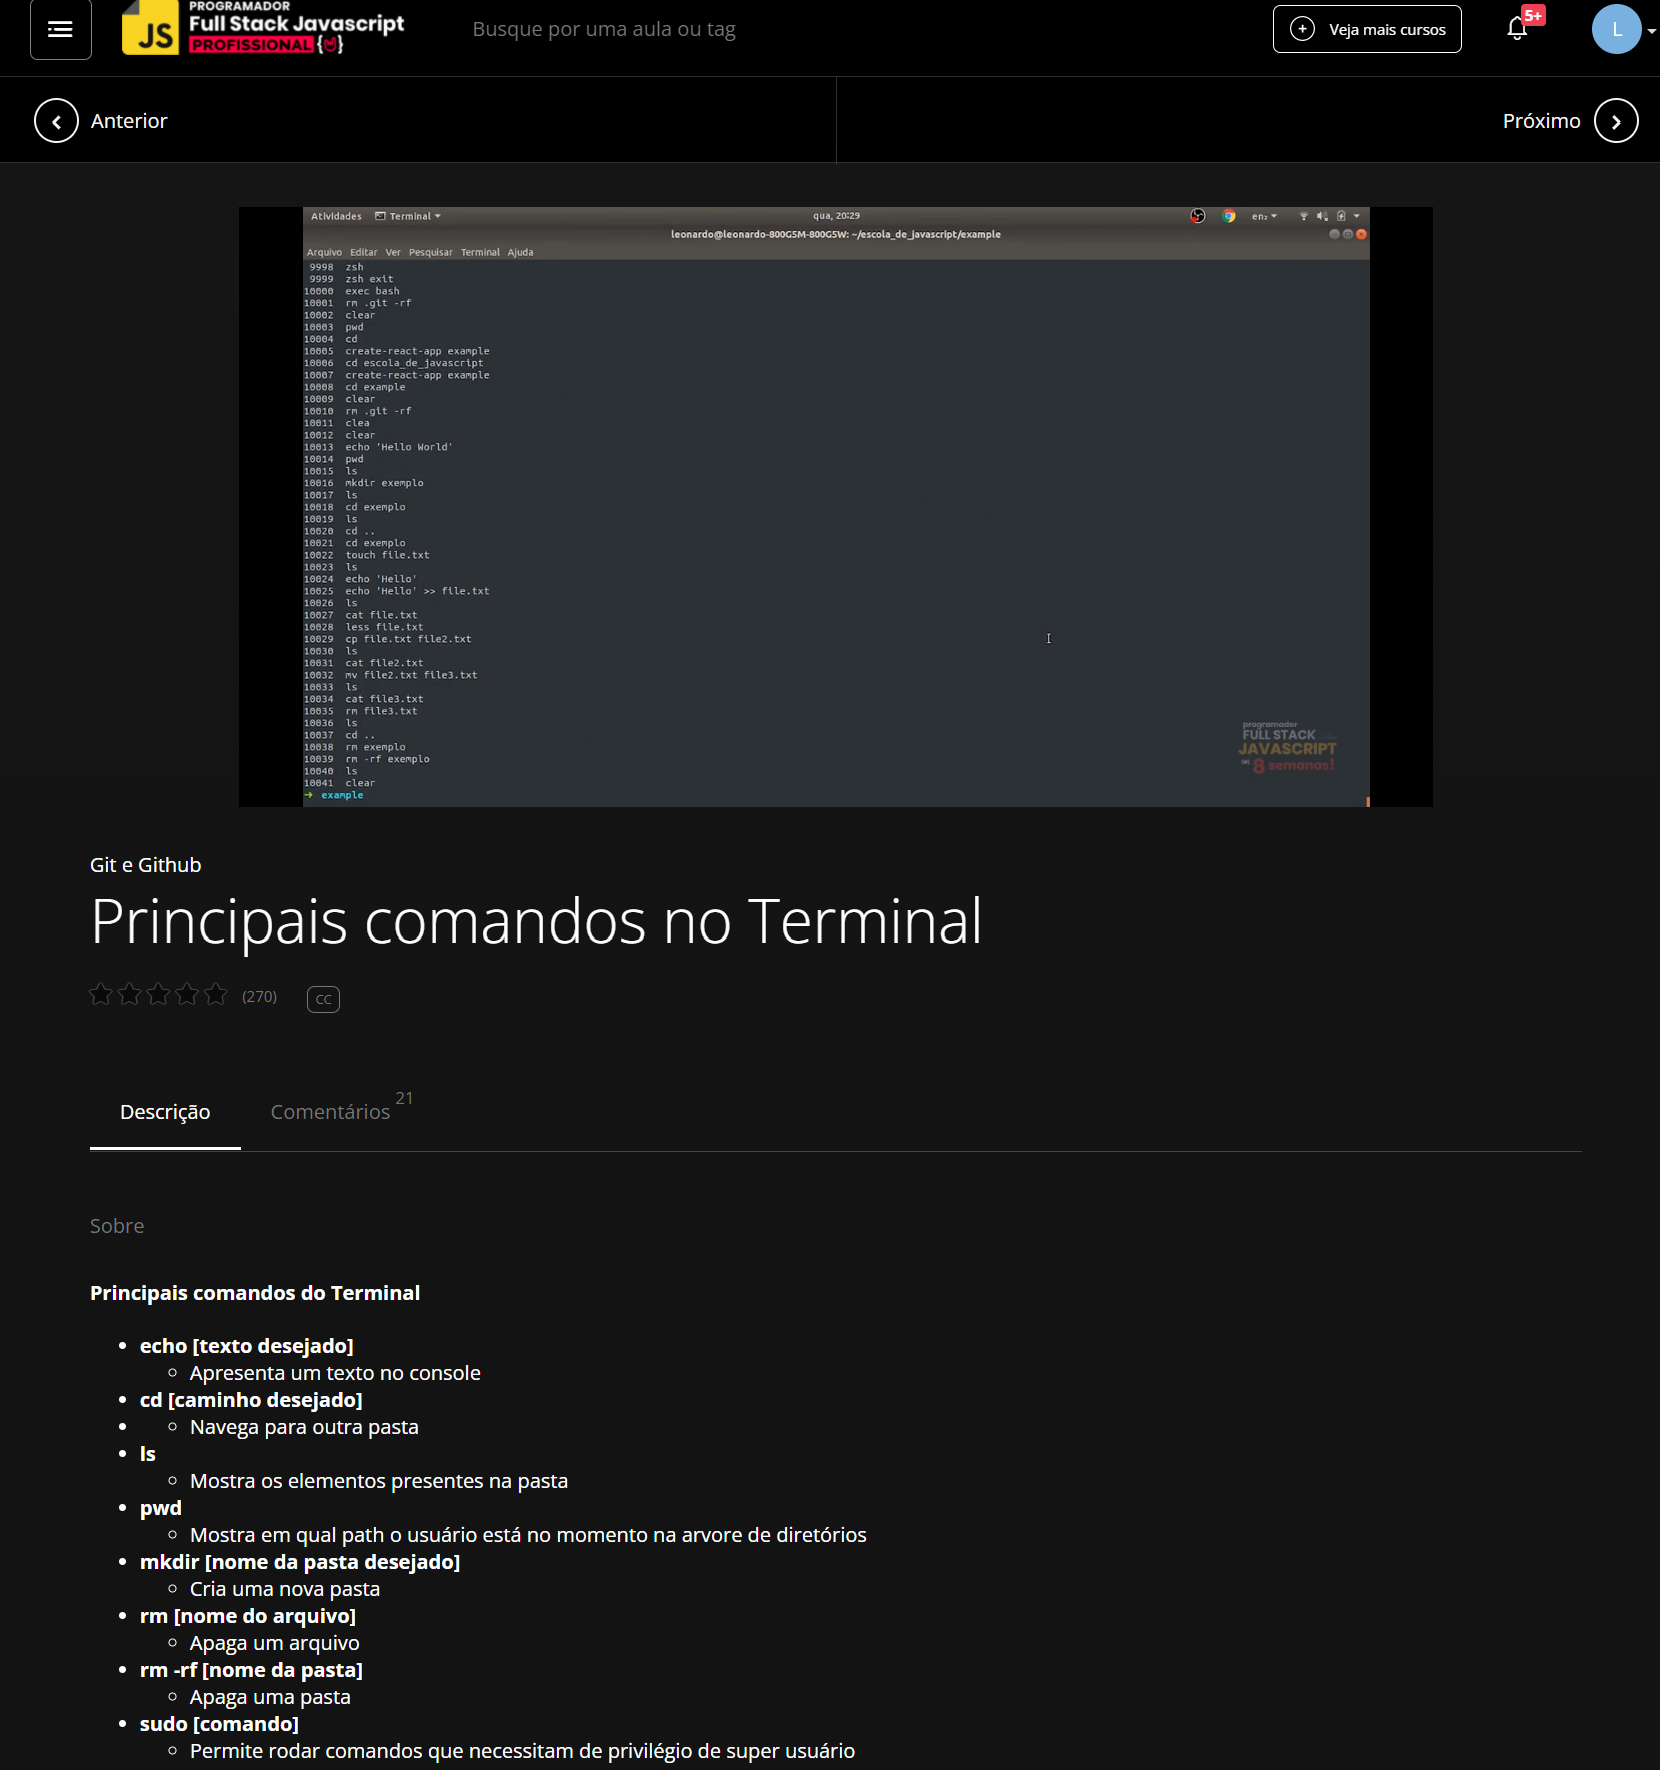 PROGRAMADOR
JS Full Stack Javascript
PROFISSIONAL {}
Busque por uma aula ou tag
Veja mais cursos
5+
L
Anterior
Próximo
Atividades Terminal qua, 20:29 en₂
leonardo@leonardo-800G5M-800G5W: ~/escola_de_javascript/example
Arquivo Editar Ver Pesquisar Terminal Ajuda
9998 zsh
9999 zsh exit
10000 exec bash
10001 rm .git -rf
10002 clear
10003 pwd
10004 cd
10005 create-react-app example
10006 cd escola_de_javascript
10007 create-react-app example
10008 cd example
10009 clear
10010 rm .git -rf
10011 clea
10012 clear
10013 echo 'Hello World'
10014 pwd
10015 ls
10016 mkdir exemplo
10017 ls
10018 cd exemplo
10019 ls
10020 cd ..
10021 cd exemplo
10022 touch file.txt
10023 ls
10024 echo 'Hello'
10025 echo 'Hello' >> file.txt
10026 ls
10027 cat file.txt
10028 less file.txt
10029 cp file.txt file2.txt
10030 ls
10031 cat file2.txt
10032 mv file2.txt file3.txt
10033 ls
10034 cat file3.txt
10035 rm file3.txt
10036 ls
10037 cd ..
10038 rm exemplo
10039 rm -rf exemplo
10040 ls
10041 clear
➜ example
programador
FULL STACK
JAVASCRIPT
EM 8 semanas!
Git e Github
Principais comandos no Terminal
(270) CC
Descrição Comentários 21
Sobre
Principais comandos do Terminal
• echo [texto desejado]
◦ Apresenta um texto no console
• cd [caminho desejado]
• ◦ Navega para outra pasta
• ls
◦ Mostra os elementos presentes na pasta
• pwd
◦ Mostra em qual path o usuário está no momento na arvore de diretórios
• mkdir [nome da pasta desejado]
◦ Cria uma nova pasta
• rm [nome do arquivo]
◦ Apaga um arquivo
• rm -rf [nome da pasta]
◦ Apaga uma pasta
• sudo [comando]
◦ Permite rodar comandos que necessitam de privilégio de super usuário